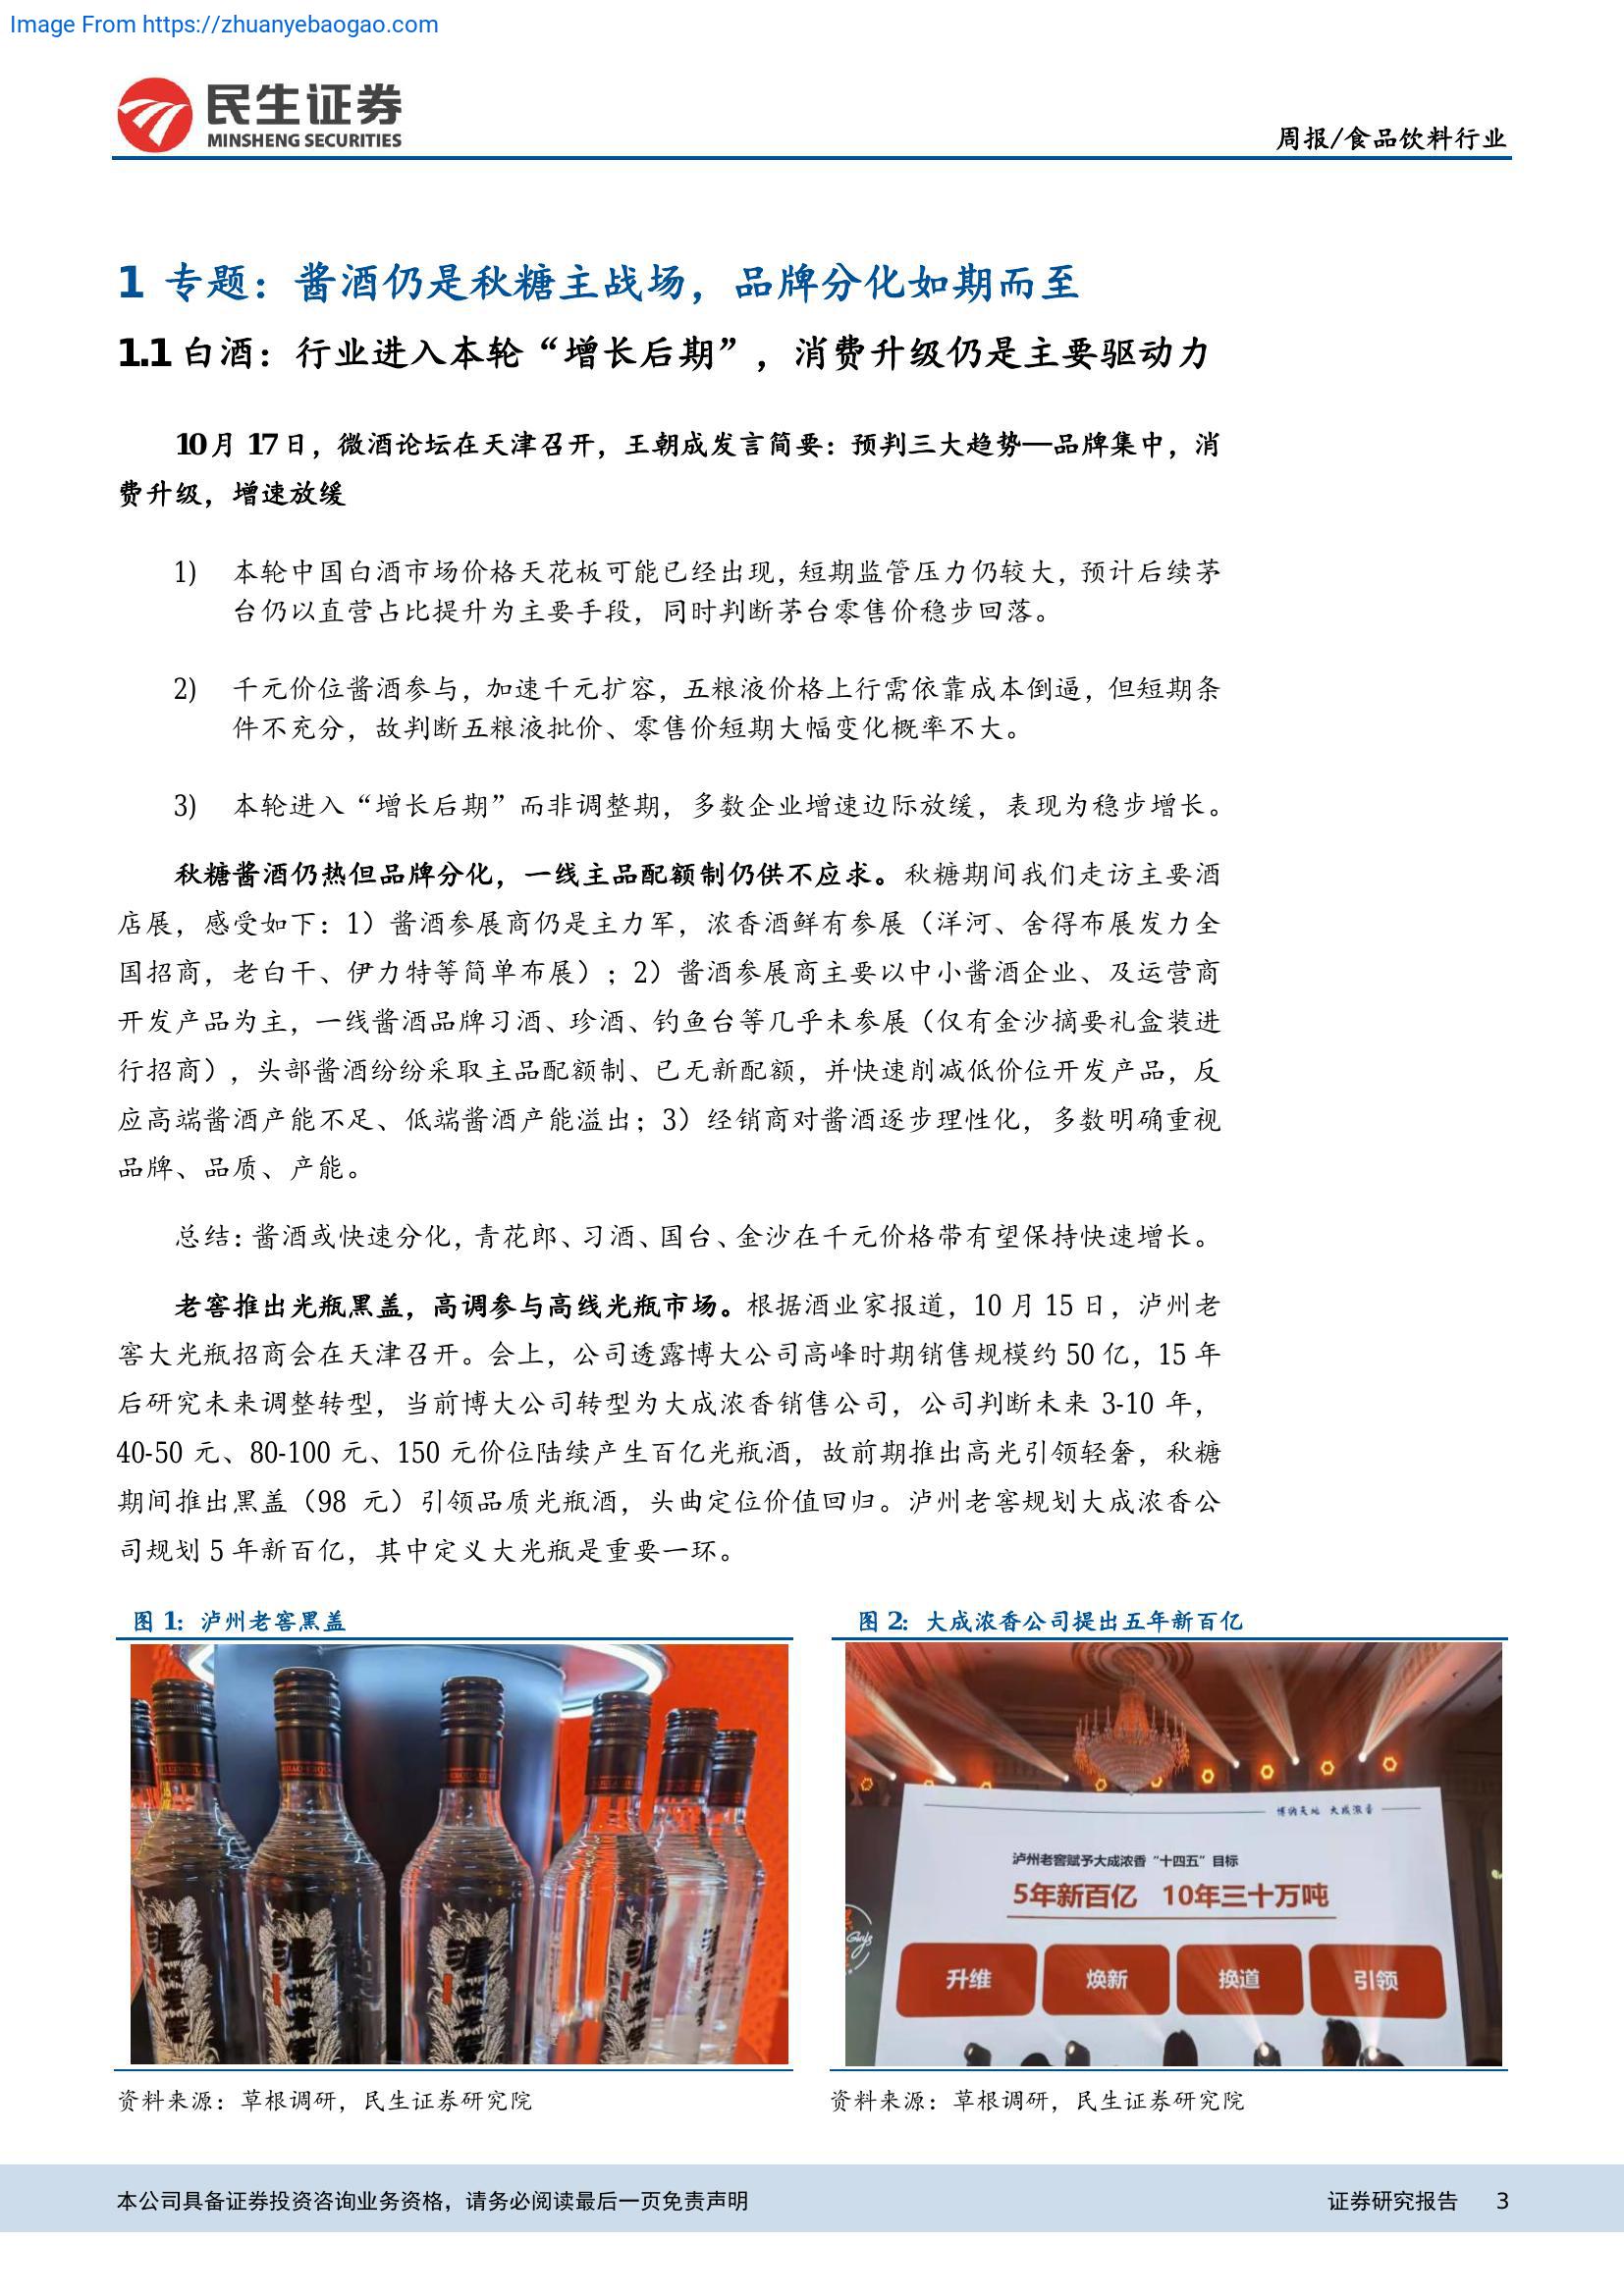 Image From https://zhuanyebaogao.com
民生证券
MINSHENG SECURITIES
周报/食品饮料行业
1 专题：酱酒仍是秋糖主战场，品牌分化如期而至
1.1 白酒：行业进入本轮“增长后期”，消费升级仍是主要驱动力
10月 17日，微酒论坛在天津召开，王朝成发言简要：预判三大趋势—品牌集中，消
费升级，增速放缓
1) 本轮中国白酒市场价格天花板可能已经出现，短期监管压力仍较大，预计后续茅
台仍以直营占比提升为主要手段，同时判断茅台零售价稳步回落。
2) 千元价位酱酒参与，加速千元扩容，五粮液价格上行需依靠成本倒逼，但短期条
件不充分，故判断五粮液批价、零售价短期大幅变化概率不大。
3) 本轮进入“增长后期”而非调整期，多数企业增速边际放缓，表现为稳步增长。
秋糖酱酒仍热但品牌分化，一线主品配额制仍供不应求。秋糖期间我们走访主要酒
店展，感受如下：1）酱酒参展商仍是主力军，浓香酒鲜有参展（洋河、舍得布展发力全
国招商，老白干、伊力特等简单布展）；2）酱酒参展商主要以中小酱酒企业、及运营商
开发产品为主，一线酱酒品牌习酒、珍酒、钓鱼台等几乎未参展（仅有金沙摘要礼盒装进
行招商），头部酱酒纷纷采取主品配额制、已无新配额，并快速削减低价位开发产品，反
应高端酱酒产能不足、低端酱酒产能溢出；3）经销商对酱酒逐步理性化，多数明确重视
品牌、品质、产能。
总结：酱酒或快速分化，青花郎、习酒、国台、金沙在千元价格带有望保持快速增长。
老窖推出光瓶黑盖，高调参与高线光瓶市场。根据酒业家报道，10 月 15 日，泸州老
窖大光瓶招商会在天津召开。会上，公司透露博大公司高峰时期销售规模约 50 亿，15 年
后研究未来调整转型，当前博大公司转型为大成浓香销售公司，公司判断未来 3-10 年，
40-50 元、80-100 元、150 元价位陆续产生百亿光瓶酒，故前期推出高光引领轻奢，秋糖
期间推出黑盖（98 元）引领品质光瓶酒，头曲定位价值回归。泸州老窖规划大成浓香公
司规划 5 年新百亿，其中定义大光瓶是重要一环。
图 1：泸州老窖黑盖
图 2：大成浓香公司提出五年新百亿
泸州老窖
泸州老窖
泸州老窖
泸州老窖
博纳天地 大成浓香
泸州老窖赋予大成浓香“十四五”目标
5年新百亿 10年三十万吨
升维 焕新 换道 引领
资料来源：草根调研，民生证券研究院
资料来源：草根调研，民生证券研究院
本公司具备证券投资咨询业务资格，请务必阅读最后一页免责声明
证券研究报告 3